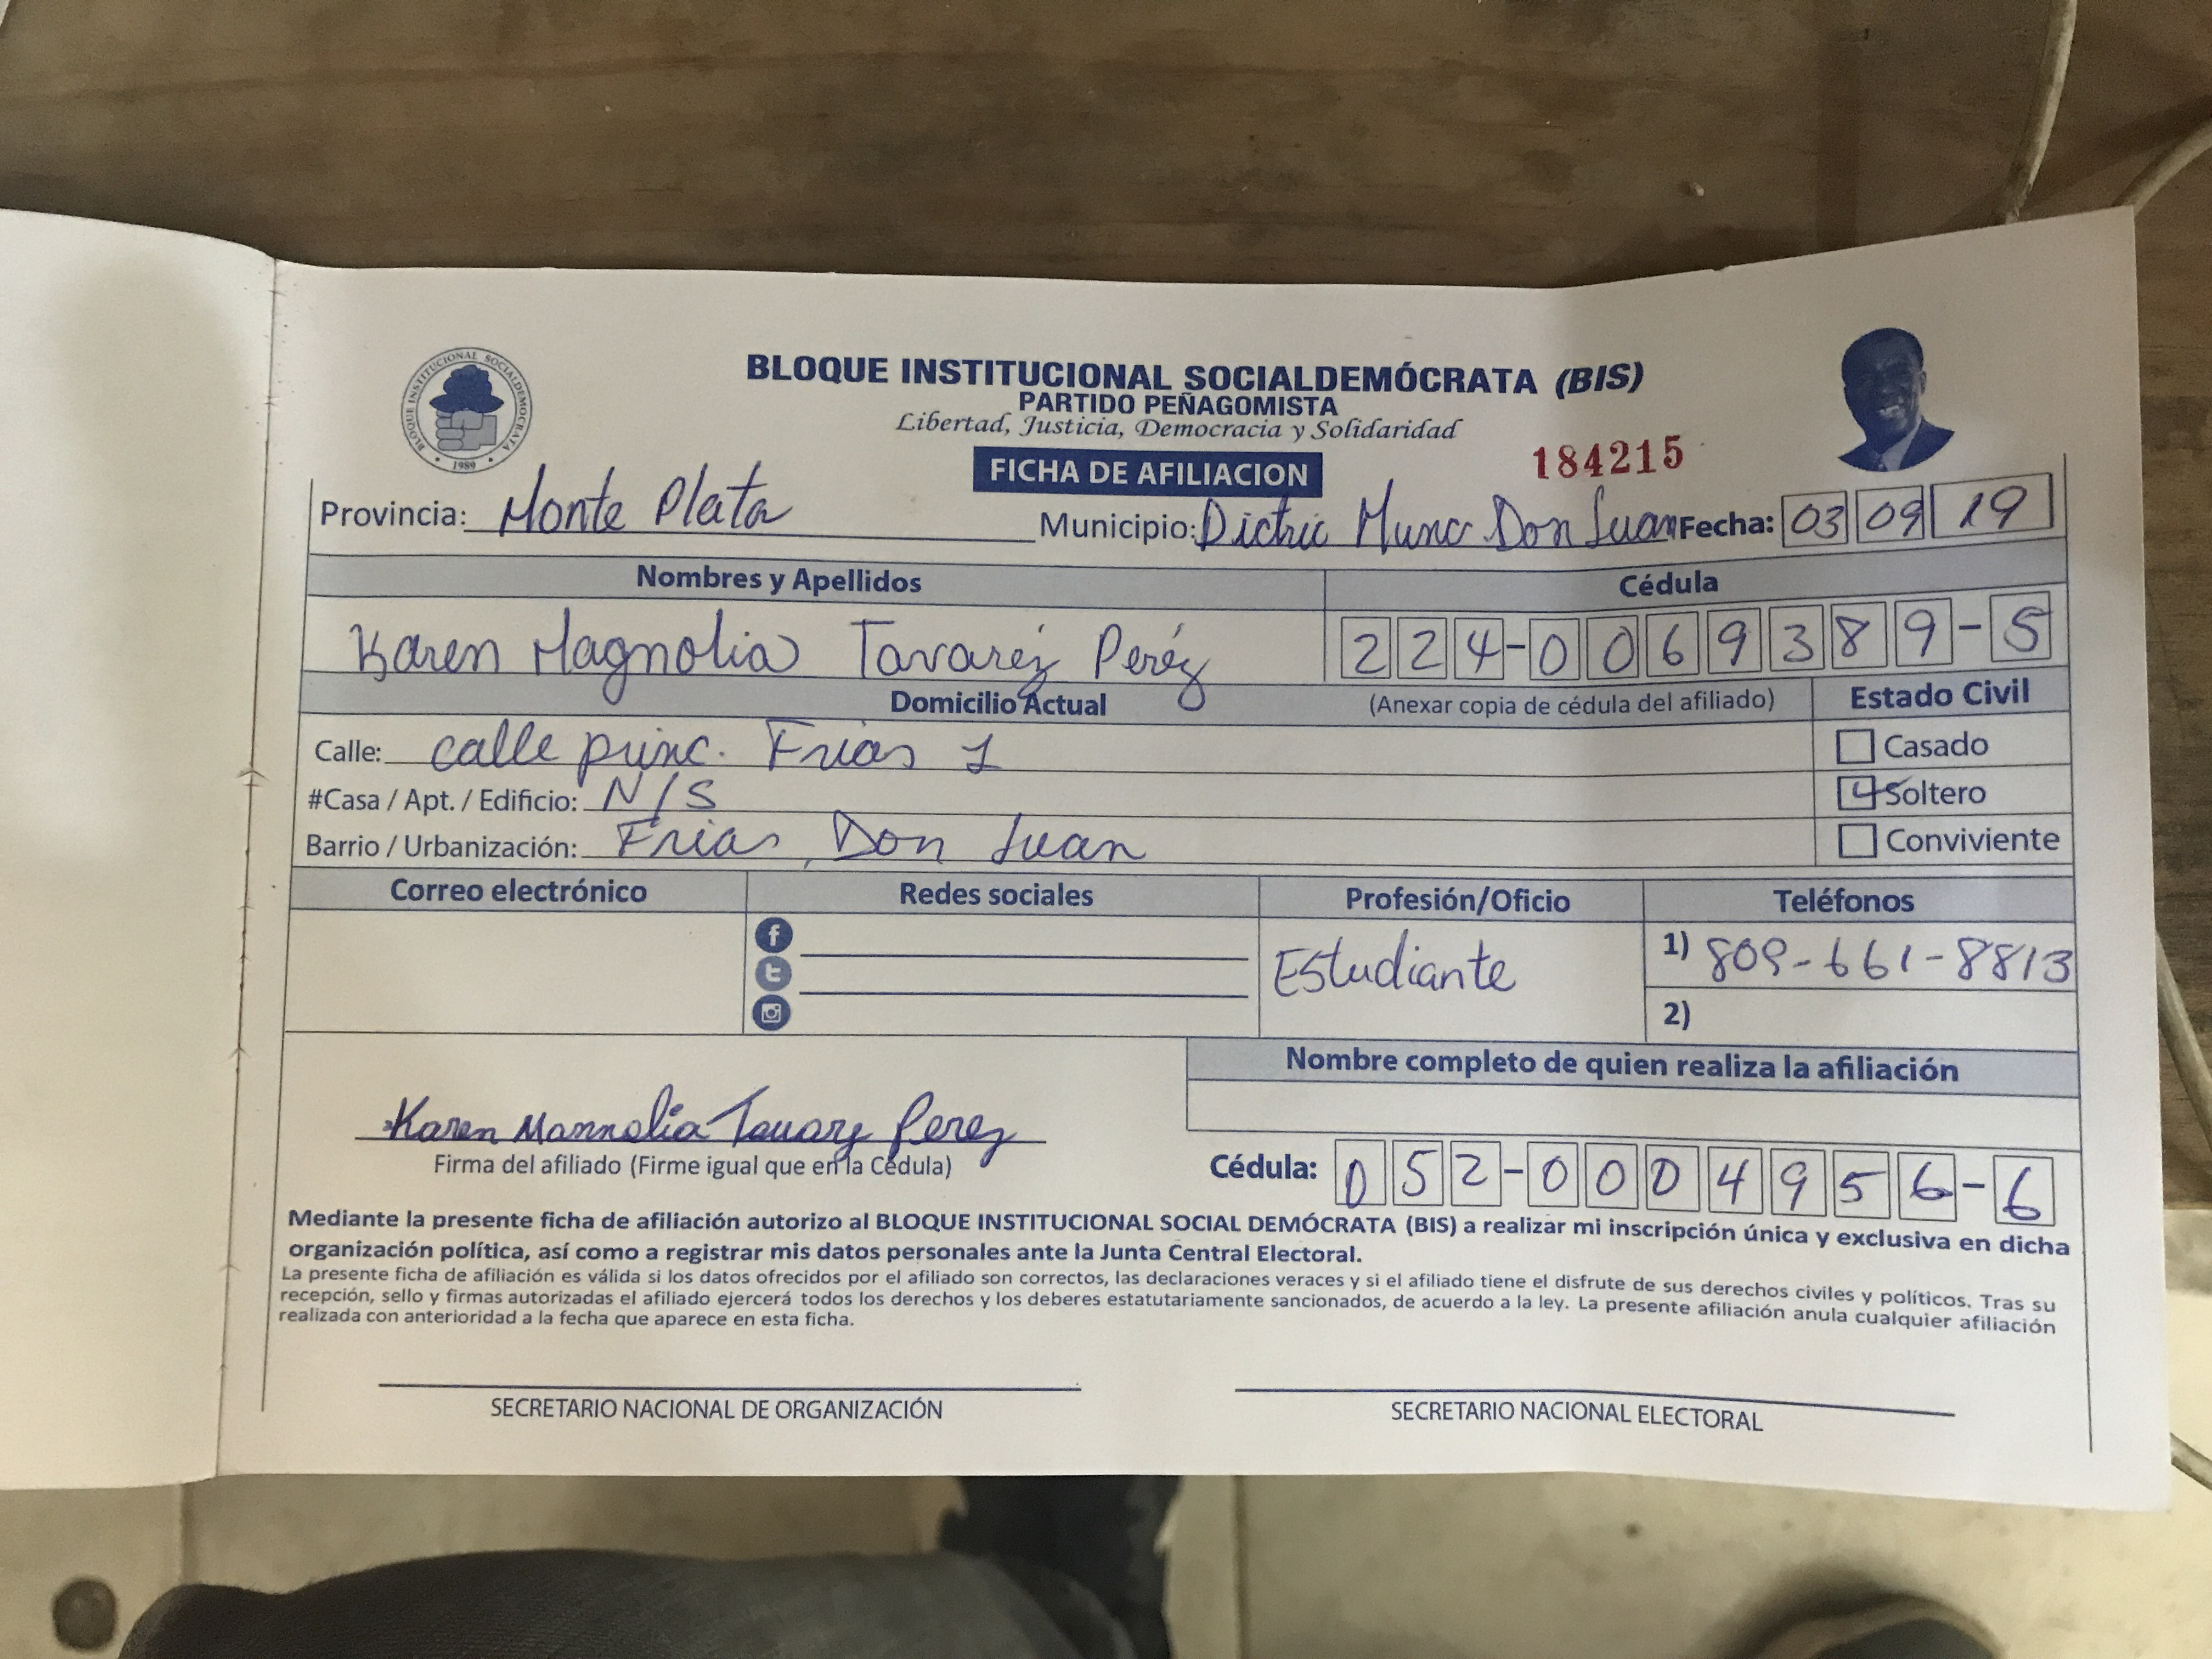 BLOQUE INSTITUCIONAL SOCIALDEMOCRATA
1989
BLOQUE INSTITUCIONAL SOCIALDEMÓCRATA (BIS)
PARTIDO PEÑAGOMISTA
Libertad, Justicia, Democracia y Solidaridad
FICHA DE AFILIACION
184215
Provincia: Monte Plata Municipio: Dictric Munc Don Juan Fecha: 03 09 19
Nombres y Apellidos Cédula
Karen Magnolia Tavaréz Peréz 224-0069389-5
Domicilio Actual (Anexar copia de cédula del afiliado) Estado Civil
Calle: calle princ. Frias 1 Casado
#Casa / Apt. / Edificio: N/S Soltero
Barrio / Urbanización: Frias, Don Juan Conviviente
Correo electrónico Redes sociales Profesión/Oficio Teléfonos
Estudiante 1) 809-661-8813
2)
Nombre completo de quien realiza la afiliación
Karen Mannolia Tavarz Perez
Firma del afiliado (Firme igual que en la Cédula) Cédula: 052-0004956-6
Mediante la presente ficha de afiliación autorizo al BLOQUE INSTITUCIONAL SOCIAL DEMÓCRATA (BIS) a realizar mi inscripción única y exclusiva en dicha
organización política, así como a registrar mis datos personales ante la Junta Central Electoral.
La presente ficha de afiliación es válida si los datos ofrecidos por el afiliado son correctos, las declaraciones veraces y si el afiliado tiene el disfrute de sus derechos civiles y políticos. Tras su
recepción, sello y firmas autorizadas el afiliado ejercerá todos los derechos y los deberes estatutariamente sancionados, de acuerdo a la ley. La presente afiliación anula cualquier afiliación
realizada con anterioridad a la fecha que aparece en esta ficha.
SECRETARIO NACIONAL DE ORGANIZACIÓN SECRETARIO NACIONAL ELECTORAL